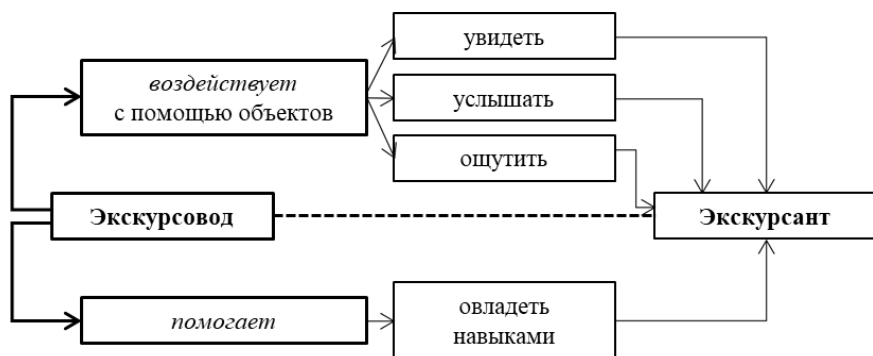 увидеть
воздействует
с помощью объектов
услышать
ощутить
Экскурсовод
Экскурсант
помогает
овладеть
навыками